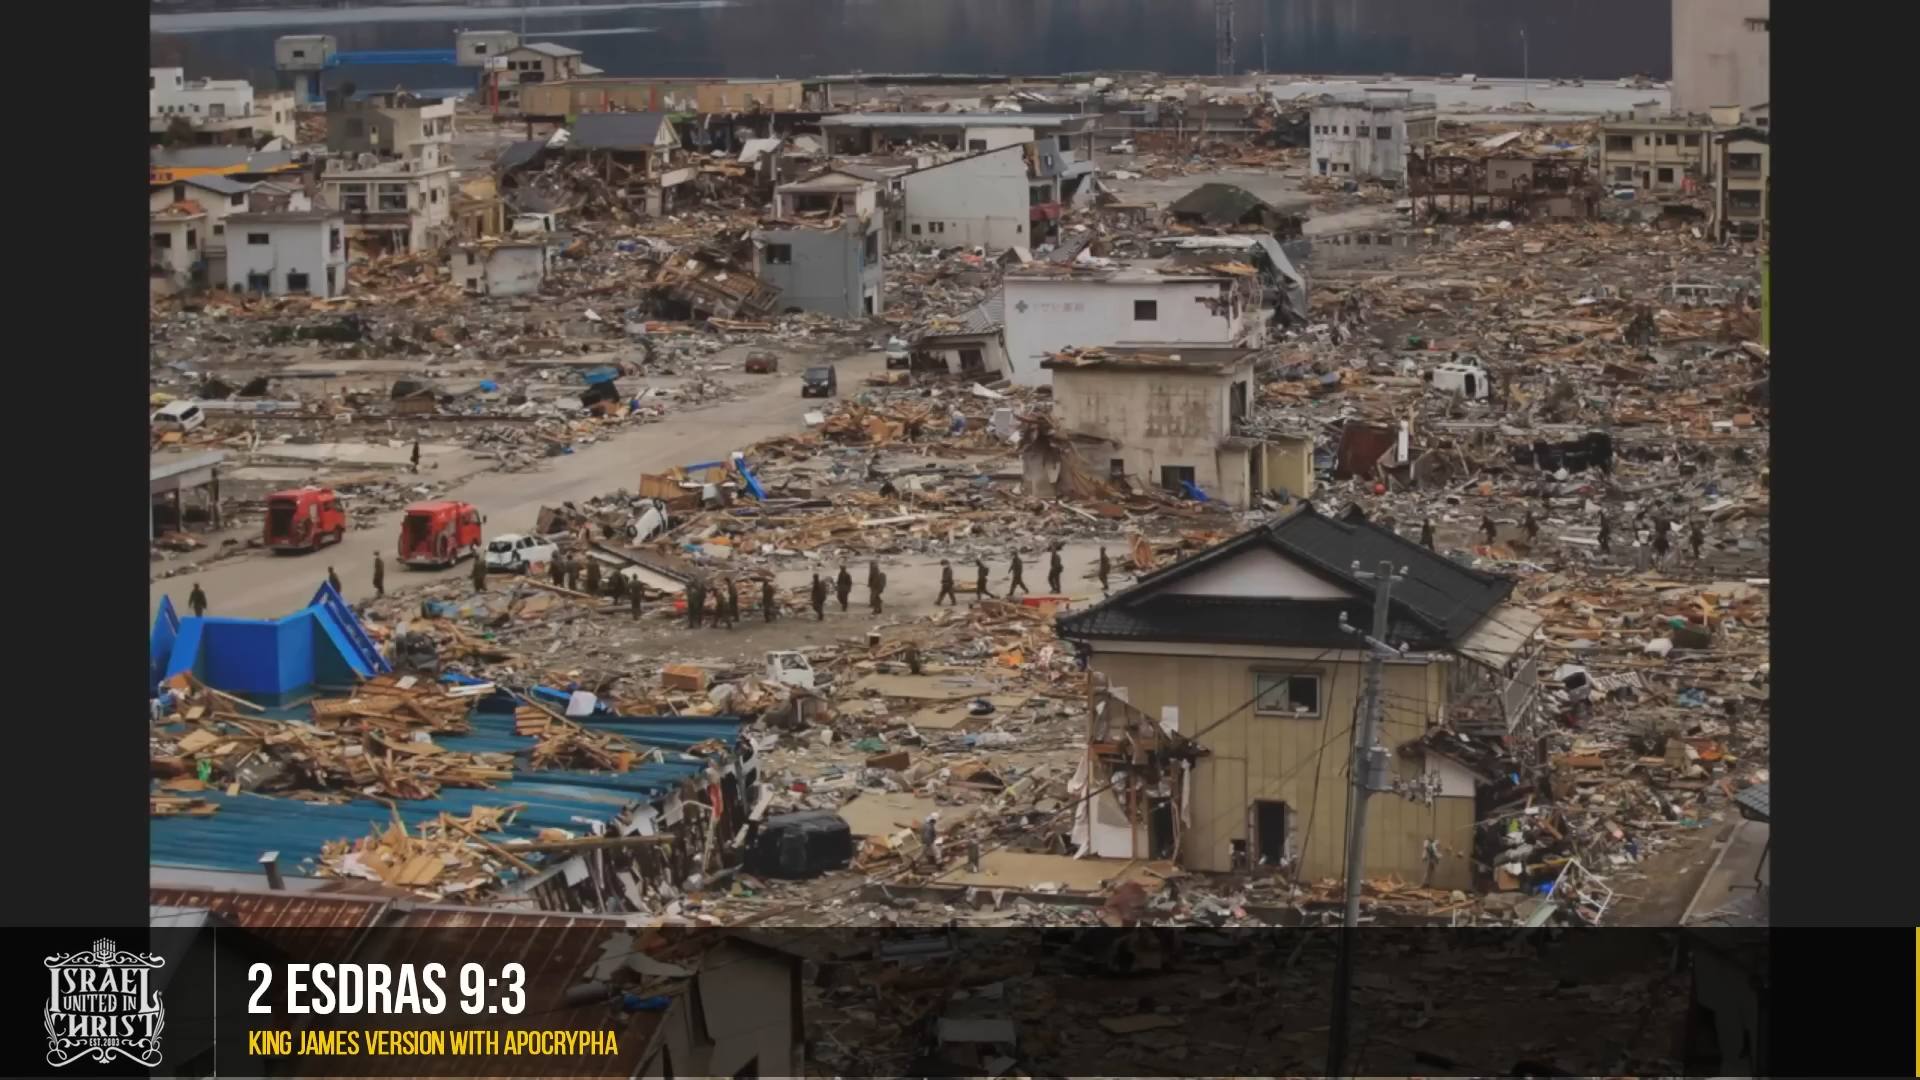 ISRAEL
UNITED IN
CHRIST
EST. 2003
2 ESDRAS 9:3
KING JAMES VERSION WITH APOCRYPHA